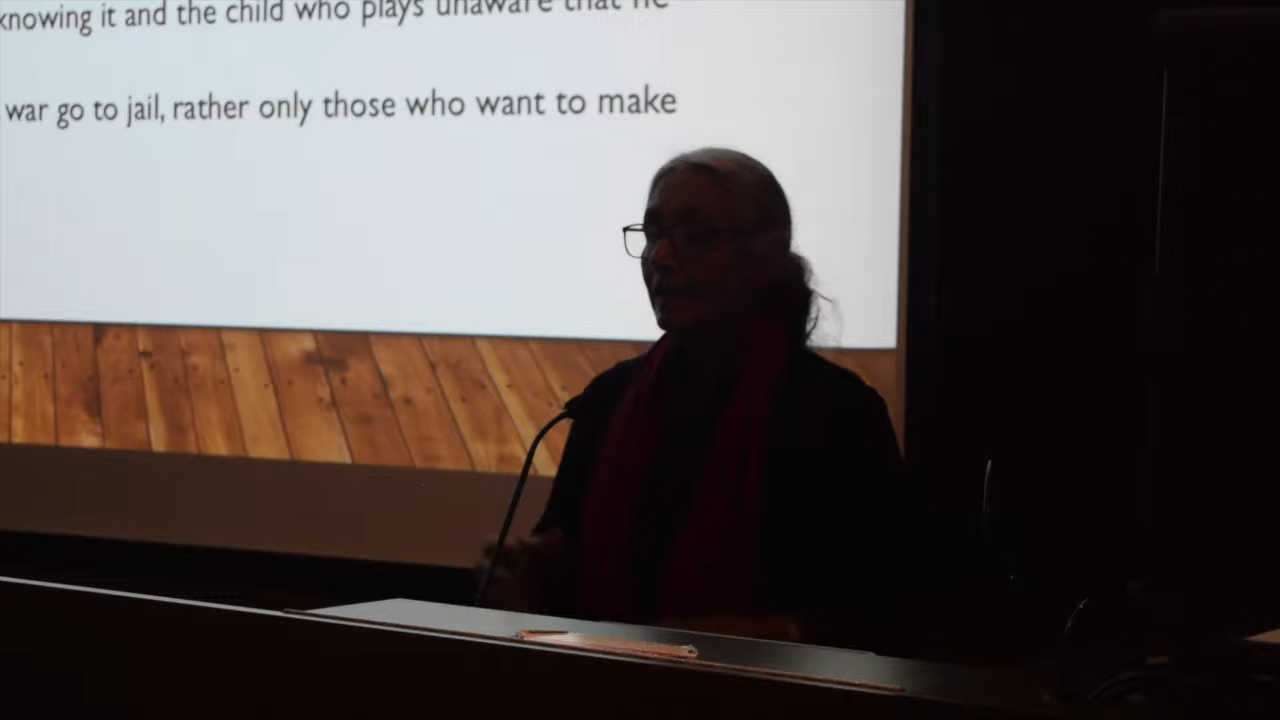 knowing it and the child who plays unaware that he
war go to jail, rather only those who want to make